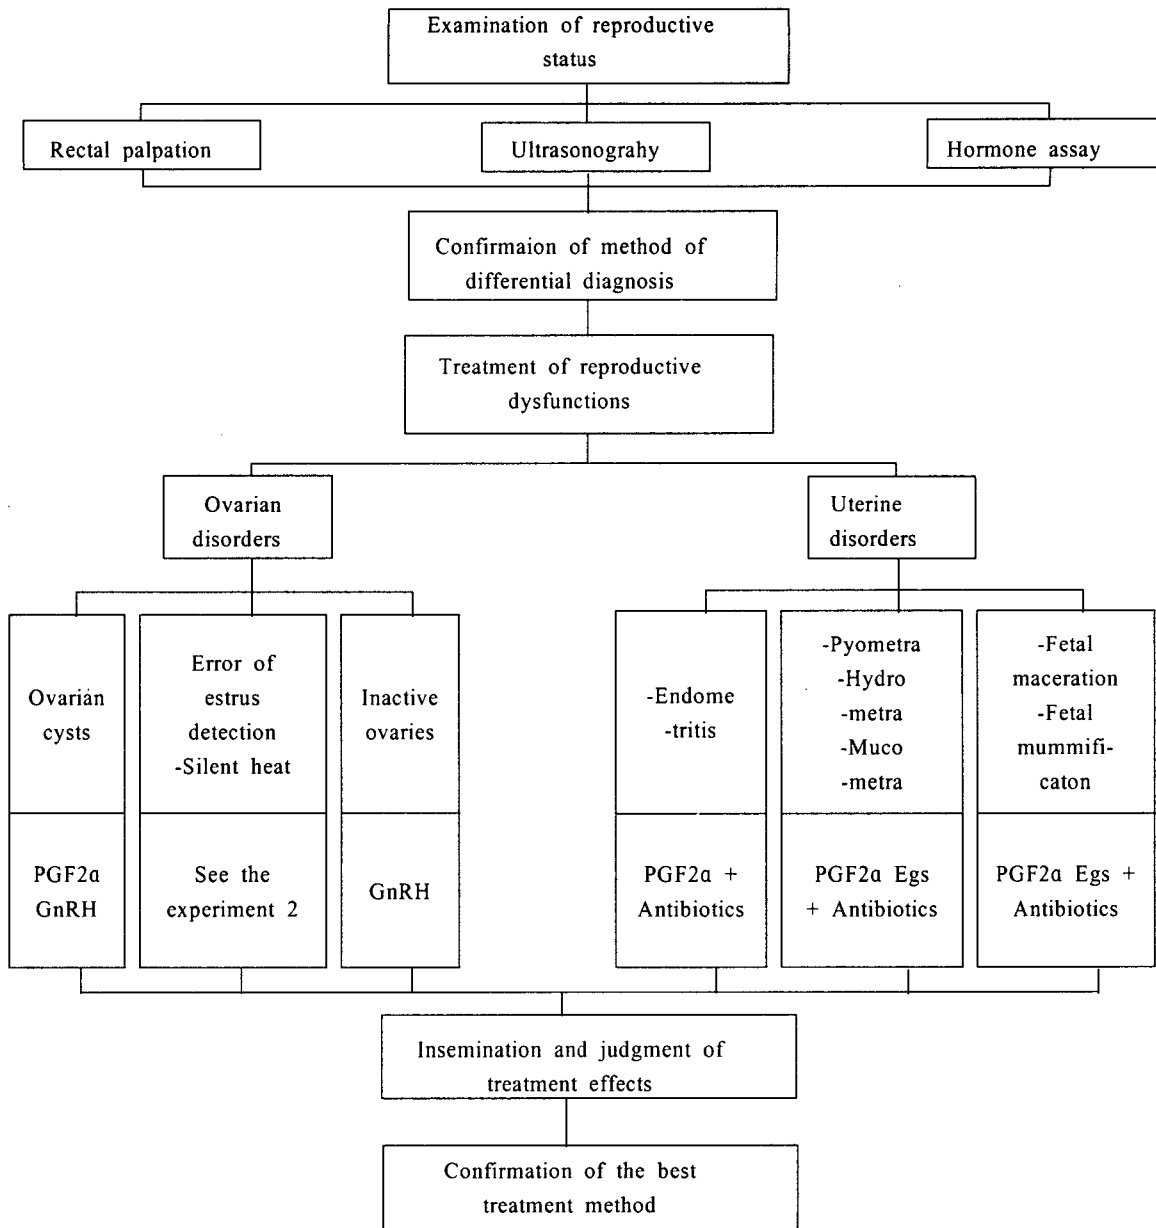 Examination of reproductive
status
Rectal palpation
Ultrasonograhy
Hormone assay
Confirmaion of method of
differential diagnosis
Treatment of reproductive
dysfunctions
Ovarian
disorders
Uterine
disorders
Ovarian
cysts
Error of
estrus
detection
-Silent heat
Inactive
ovaries
-Endome
-tritis
-Pyometra
-Hydro
-metra
-Muco
-metra
-Fetal
maceration
-Fetal
mummifi-
caton
PGF2α
GnRH
See the
experiment 2
GnRH
PGF2α +
Antibiotics
PGF2α Egs
+ Antibiotics
PGF2α Egs +
Antibiotics
Insemination and judgment of
treatment effects
Confirmation of the best
treatment method